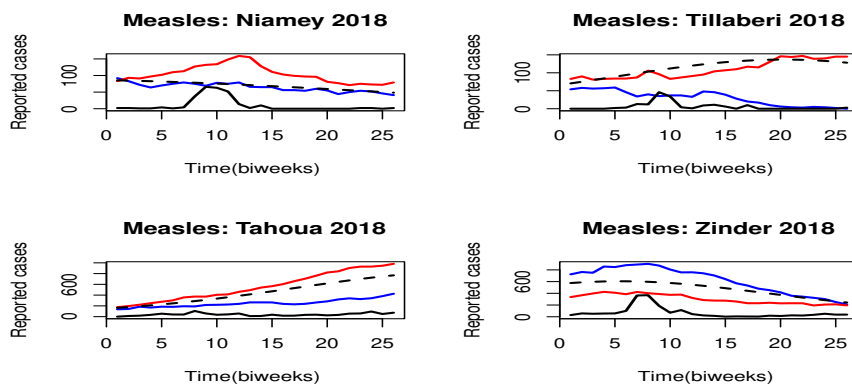 Measles: Niamey 2018
Reported cases
100
0
0 5 10 15 20 25
Time(biweeks)
Measles: Tillaberi 2018
Reported cases
100
0
0 5 10 15 20 25
Time(biweeks)
Measles: Tahoua 2018
Reported cases
600
0
0 5 10 15 20 25
Time(biweeks)
Measles: Zinder 2018
Reported cases
600
0
0 5 10 15 20 25
Time(biweeks)